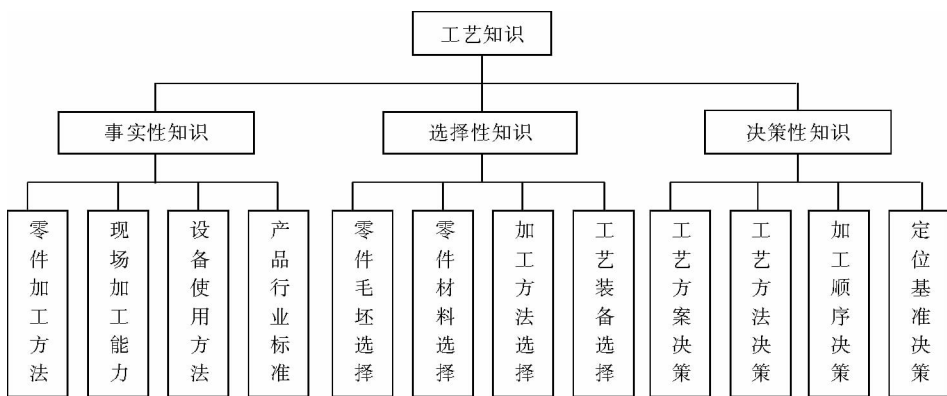 工艺知识
事实性知识
选择性知识
决策性知识
零件加工方法
现场加工能力
设备使用方法
产品行业标准
零件毛坯选择
零件材料选择
加工方法选择
工艺装备选择
工艺方案决策
工艺方法决策
加工顺序决策
定位基准决策